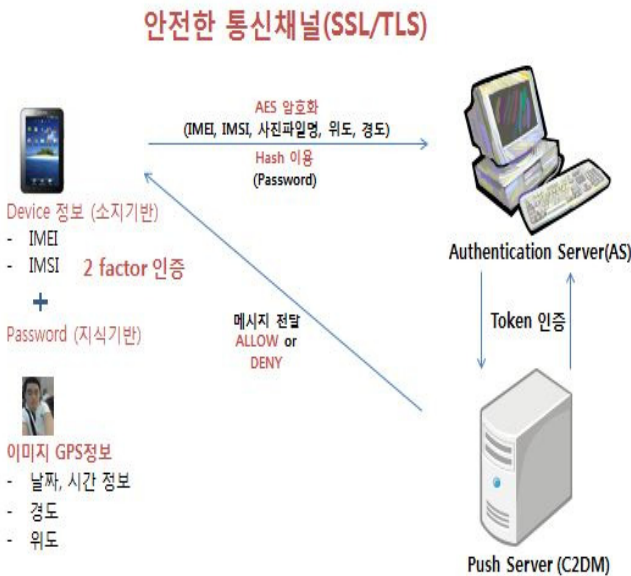 안전한 통신채널(SSL/TLS)
AES 암호화
(IMEI, IMSI, 사진파일명, 위도, 경도)
Hash 이용
(Password)
Device 정보 (소지기반)
- IMEI
- IMSI
2 factor 인증
+
Password (지식기반)
Authentication Server(AS)
메시지 전달
ALLOW or
DENY
Token 인증
이미지 GPS정보
- 날짜, 시간 정보
- 경도
- 위도
Push Server (C2DM)